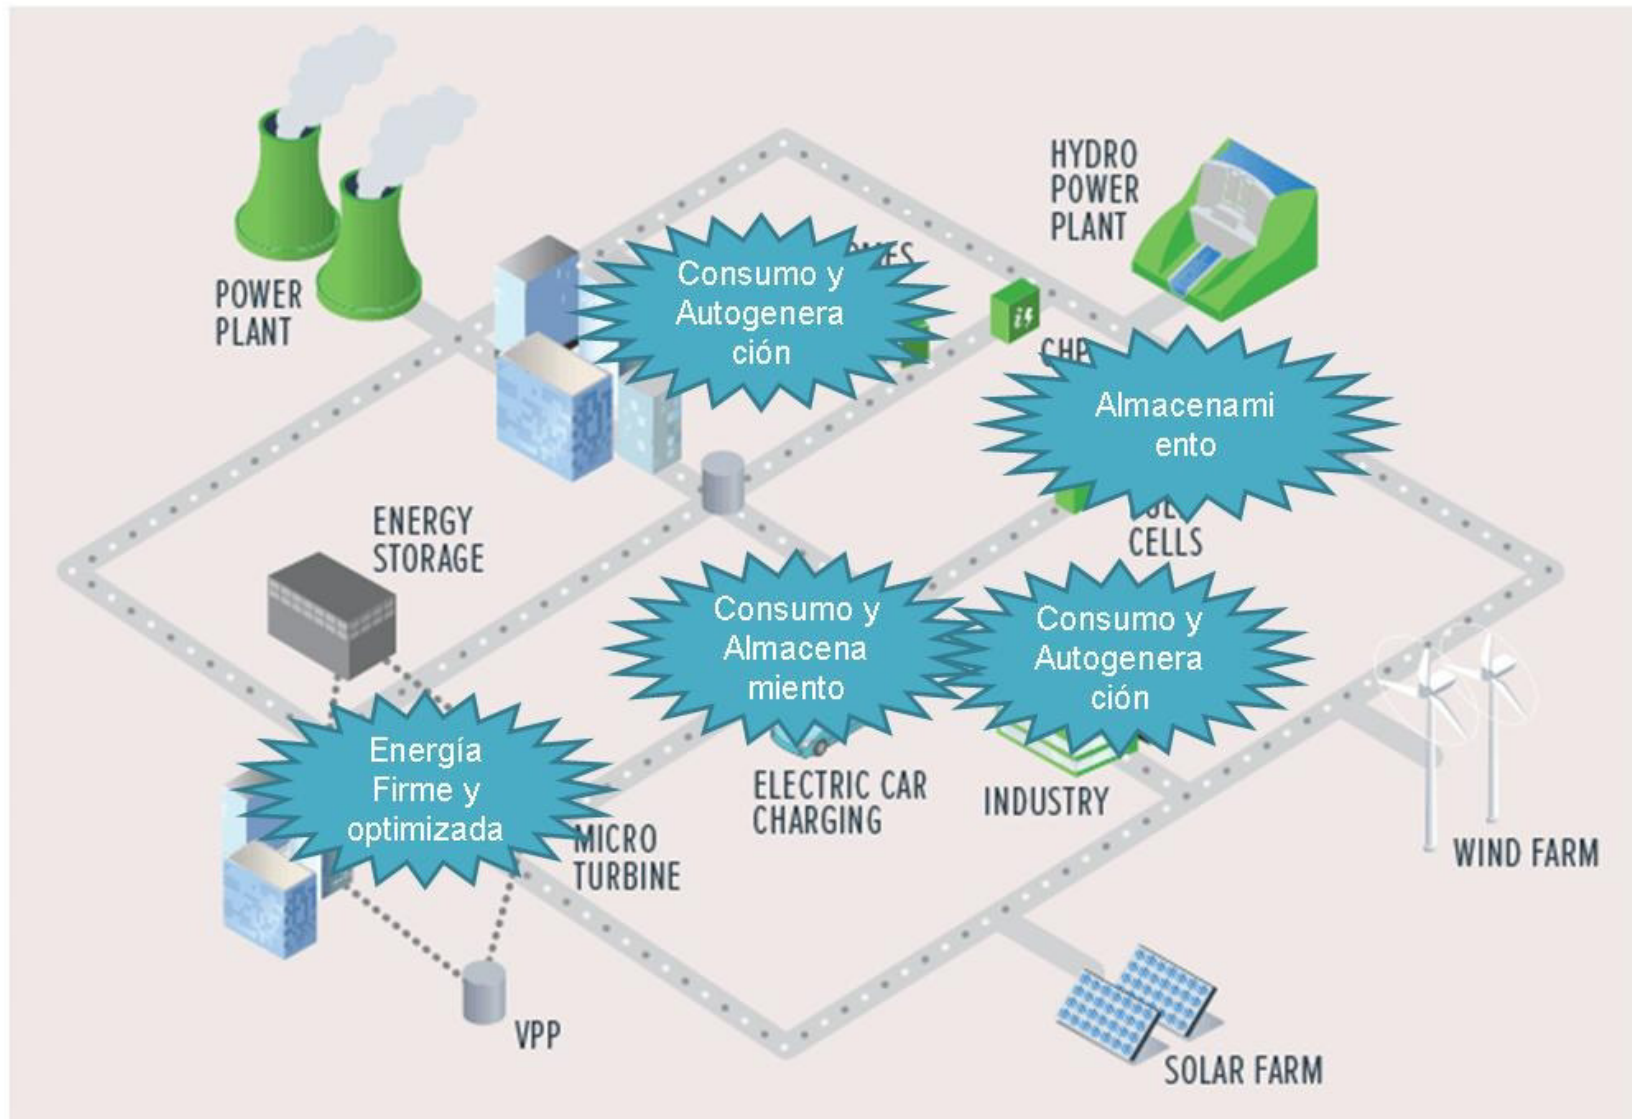 HYDRO
POWER
PLANT
POWER
PLANT
Consumo y
Autogenera
ción
CHP
Almacenami
ento
ENERGY
STORAGE
CELLS
Consumo y
Almacena
miento
Consumo y
Autogenera
ción
Energía
Firme y
optimizada
ELECTRIC CAR
CHARGING
INDUSTRY
MICRO
TURBINE
WIND FARM
VPP
SOLAR FARM